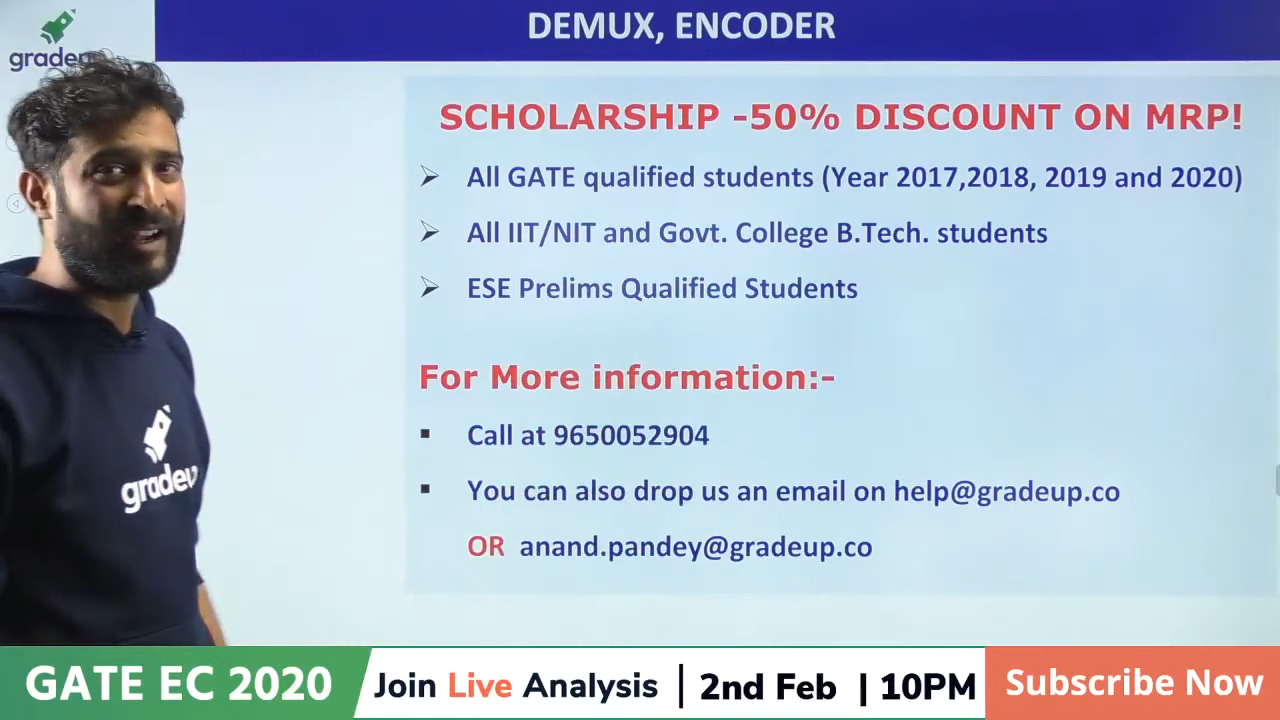 DEMUX, ENCODER
gradeup
SCHOLARSHIP -50% DISCOUNT ON MRP!
➢ All GATE qualified students (Year 2017,2018, 2019 and 2020)
➢ All IIT/NIT and Govt. College B.Tech. students
➢ ESE Prelims Qualified Students
For More information:-
▪ Call at 9650052904
▪ You can also drop us an email on help@gradeup.co
OR anand.pandey@gradeup.co
gradeup
GATE EC 2020
Join Live Analysis | 2nd Feb | 10PM
Subscribe Now